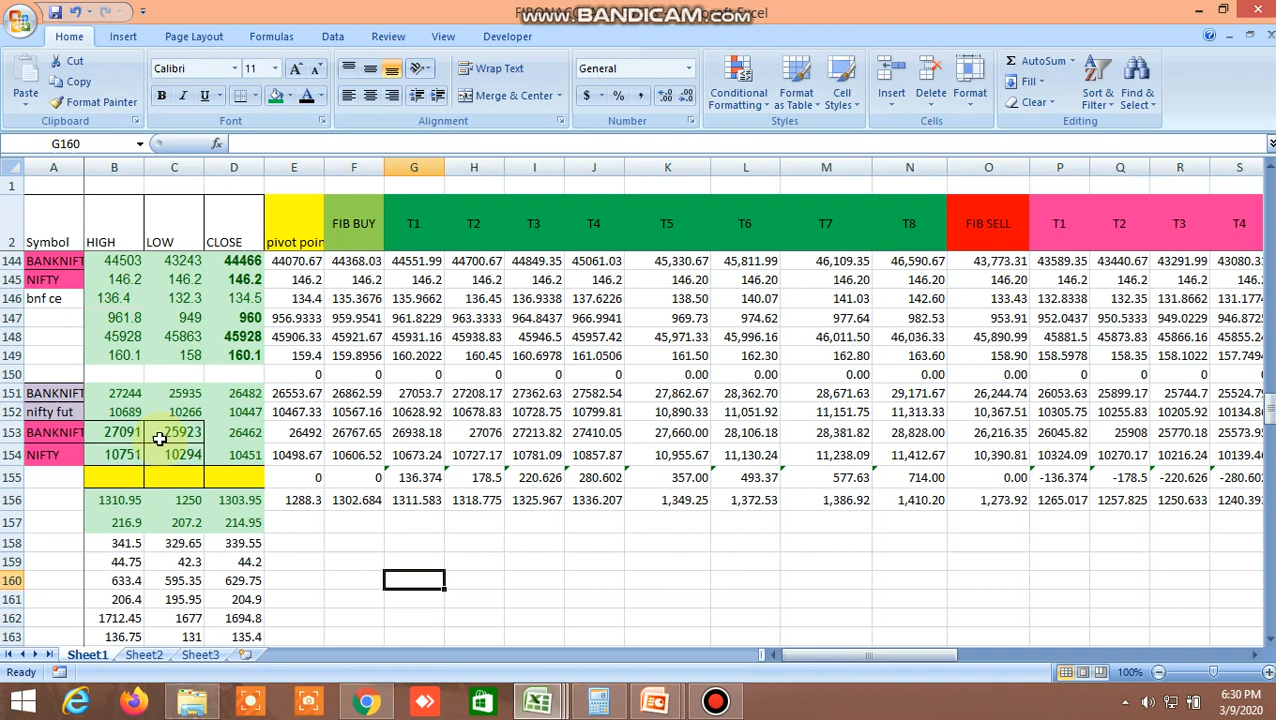 www.BANDICAM.com
Home Insert Page Layout Formulas Data Review View Developer
Paste Cut Copy Format Painter Clipboard
Calibri 11 B I U A A Font
Wrap Text Merge & Center Alignment
General $ % , Number
Conditional Formatting Format as Table Cell Styles Styles
Insert Delete Format Cells
Σ AutoSum Fill Clear Sort & Filter Find & Select Editing
G160 fx
A B C D E F G H I J K L M N O P Q R S
1
2 Symbol HIGH LOW CLOSE pivot poin FIB BUY T1 T2 T3 T4 T5 T6 T7 T8 FIB SELL T1 T2 T3 T4
144 BANKNIFT 44503 43243 44466 44070.67 44368.03 44551.99 44700.67 44849.35 45061.03 45,330.67 45,811.99 46,109.35 46,590.67 43,773.31 43589.35 43440.67 43291.99 43080.33
145 NIFTY 146.2 146.2 146.2 146.2 146.2 146.2 146.2 146.2 146.2 146.20 146.20 146.20 146.20 146.20 146.2 146.2 146.2 146.2
146 bnf ce 136.4 132.3 134.5 134.4 135.3676 135.9662 136.45 136.9338 137.6226 138.50 140.07 141.03 142.60 133.43 132.8338 132.35 131.8662 131.1774
147 961.8 949 960 956.9333 959.9541 961.8229 963.3333 964.8437 966.9941 969.73 974.62 977.64 982.53 953.91 952.0437 950.5333 949.0229 946.8725
148 45928 45863 45928 45906.33 45921.67 45931.16 45938.83 45946.5 45957.42 45,971.33 45,996.16 46,011.50 46,036.33 45,890.99 45881.5 45873.83 45866.16 45855.24
149 160.1 158 160.1 159.4 159.8956 160.2022 160.45 160.6978 161.0506 161.50 162.30 162.80 163.60 158.90 158.5978 158.35 158.1022 157.7494
150 0 0 0 0 0 0 0.00 0.00 0.00 0.00 0.00 0 0 0 0
151 BANKNIFT 27244 25935 26482 26553.67 26862.59 27053.7 27208.17 27362.63 27582.54 27,862.67 28,362.70 28,671.63 29,171.67 26,244.74 26053.63 25899.17 25744.7 25524.79
152 nifty fut 10689 10266 10447 10467.33 10567.16 10628.92 10678.83 10728.75 10799.81 10,890.33 11,051.92 11,151.75 11,313.33 10,367.51 10305.75 10255.83 10205.92 10134.86
153 BANKNIFT 27091 25923 26462 26492 26767.65 26938.18 27076 27213.82 27410.05 27,660.00 28,106.18 28,381.82 28,828.00 26,216.35 26045.82 25908 25770.18 25573.95
154 NIFTY 10751 10294 10451 10498.67 10606.52 10673.24 10727.17 10781.09 10857.87 10,955.67 11,130.24 11,238.09 11,412.67 10,390.81 10324.09 10270.17 10216.24 10139.46
155 0 0 136.374 178.5 220.626 280.602 357.00 493.37 577.63 714.00 0.00 -136.374 -178.5 -220.626 -280.602
156 1310.95 1250 1303.95 1288.3 1302.684 1311.583 1318.775 1325.967 1336.207 1,349.25 1,372.53 1,386.92 1,410.20 1,273.92 1265.017 1257.825 1250.633 1240.393
157 216.9 207.2 214.95
158 341.5 329.65 339.55
159 44.75 42.3 44.2
160 633.4 595.35 629.75
161 206.4 195.95 204.9
162 1712.45 1677 1694.8
163 136.75 131 135.4
Sheet1 Sheet2 Sheet3
Ready 100%
6:30 PM
3/9/2020